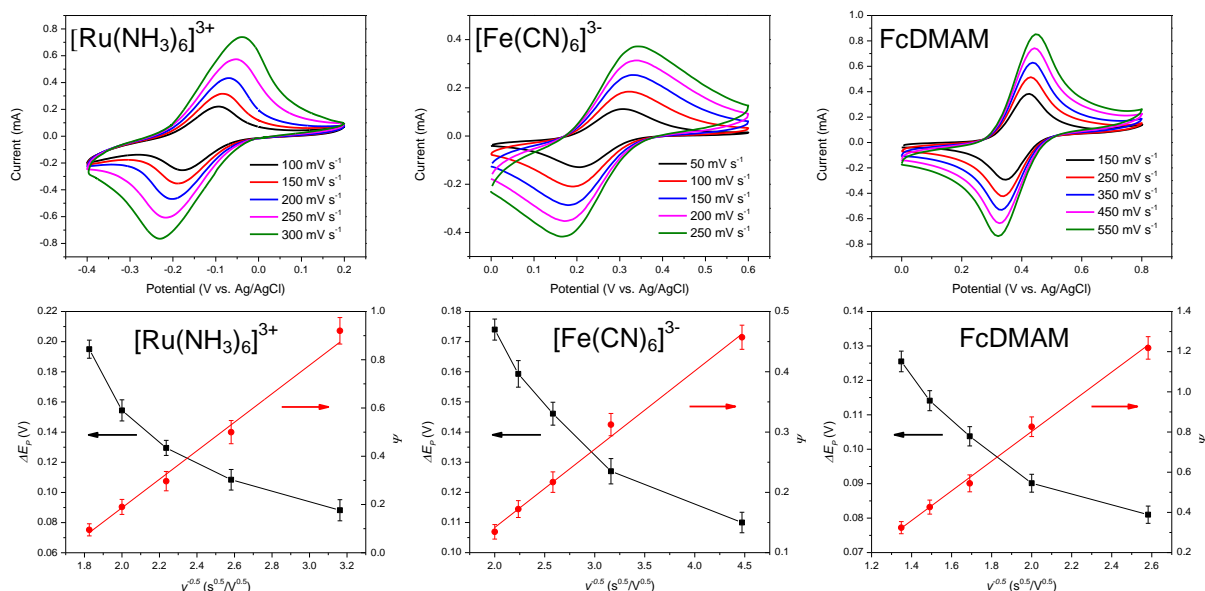 [Ru(NH3)6]3+
Current (mA)
0.8
0.6
0.4
0.2
0.0
-0.2
-0.4
-0.6
-0.8
100 mV s-1
150 mV s-1
200 mV s-1
250 mV s-1
300 mV s-1
-0.4 -0.3 -0.2 -0.1 0.0 0.1 0.2
Potential (V vs. Ag/AgCl)
[Fe(CN)6]3-
Current (mA)
0.4
0.2
0.0
-0.2
-0.4
50 mV s-1
100 mV s-1
150 mV s-1
200 mV s-1
250 mV s-1
0.0 0.1 0.2 0.3 0.4 0.5 0.6
Potential (V vs. Ag/AgCl)
FcDMAM
Current (mA)
1.0
0.8
0.6
0.4
0.2
0.0
-0.2
-0.4
-0.6
-0.8
150 mV s-1
250 mV s-1
350 mV s-1
450 mV s-1
550 mV s-1
0.0 0.2 0.4 0.6 0.8
Potential (V vs. Ag/AgCl)
[Ru(NH3)6]3+
ΔEP (V)
0.22
0.20
0.18
0.16
0.14
0.12
0.10
0.08
0.06
1.0
0.8
0.6
0.4
0.2
0.0
Ψ
1.8 2.0 2.2 2.4 2.6 2.8 3.0 3.2
v-0.5 (s0.5/V0.5)
[Fe(CN)6]3-
ΔEP (V)
0.18
0.17
0.16
0.15
0.14
0.13
0.12
0.11
0.10
0.5
0.4
0.3
0.2
0.1
Ψ
2.0 2.5 3.0 3.5 4.0 4.5
v-0.5 (s0.5/V0.5)
FcDMAM
ΔEP (V)
0.14
0.13
0.12
0.11
0.10
0.09
0.08
0.07
1.4
1.2
1.0
0.8
0.6
0.4
0.2
Ψ
1.2 1.4 1.6 1.8 2.0 2.2 2.4 2.6
v-0.5 (s0.5/V0.5)